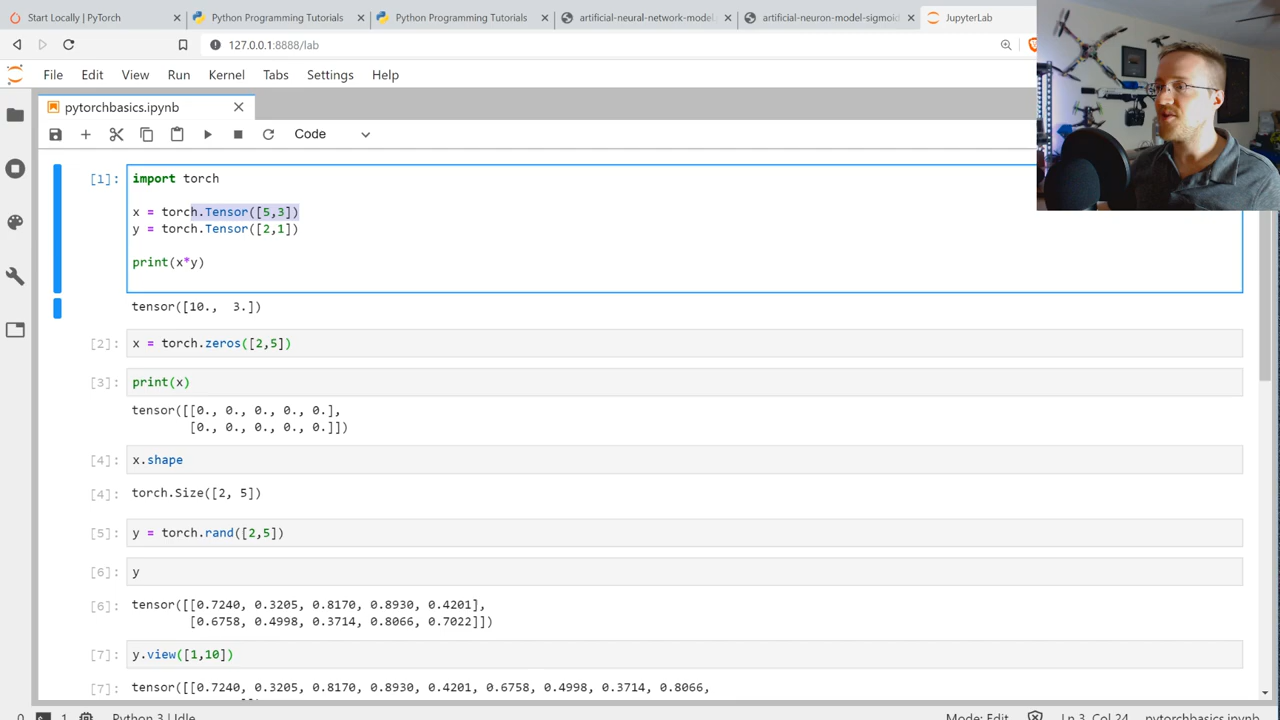 Start Locally | PyTorch
Python Programming Tutorials
Python Programming Tutorials
artificial-neural-network-model.
artificial-neuron-model-sigmoid
JupyterLab
127.0.0.1:8888/lab
File Edit View Run Kernel Tabs Settings Help
pytorchbasics.ipynb
Code
[1]: import torch
x = torch.Tensor([5,3])
y = torch.Tensor([2,1])
print(x*y)
tensor([10., 3.])
[2]: x = torch.zeros([2,5])
[3]: print(x)
tensor([[0., 0., 0., 0., 0.],
[0., 0., 0., 0., 0.]])
[4]: x.shape
[4]: torch.Size([2, 5])
[5]: y = torch.rand([2,5])
[6]: y
[6]: tensor([[0.7240, 0.3205, 0.8170, 0.8930, 0.4201],
[0.6758, 0.4998, 0.3714, 0.8066, 0.7022]])
[7]: y.view([1,10])
[7]: tensor([[0.7240, 0.3205, 0.8170, 0.8930, 0.4201, 0.6758, 0.4998, 0.3714, 0.8066,
0 1 Python 3 | Idle Mode: Edit Ln 3, Col 24 pytorchbasics.ipynb